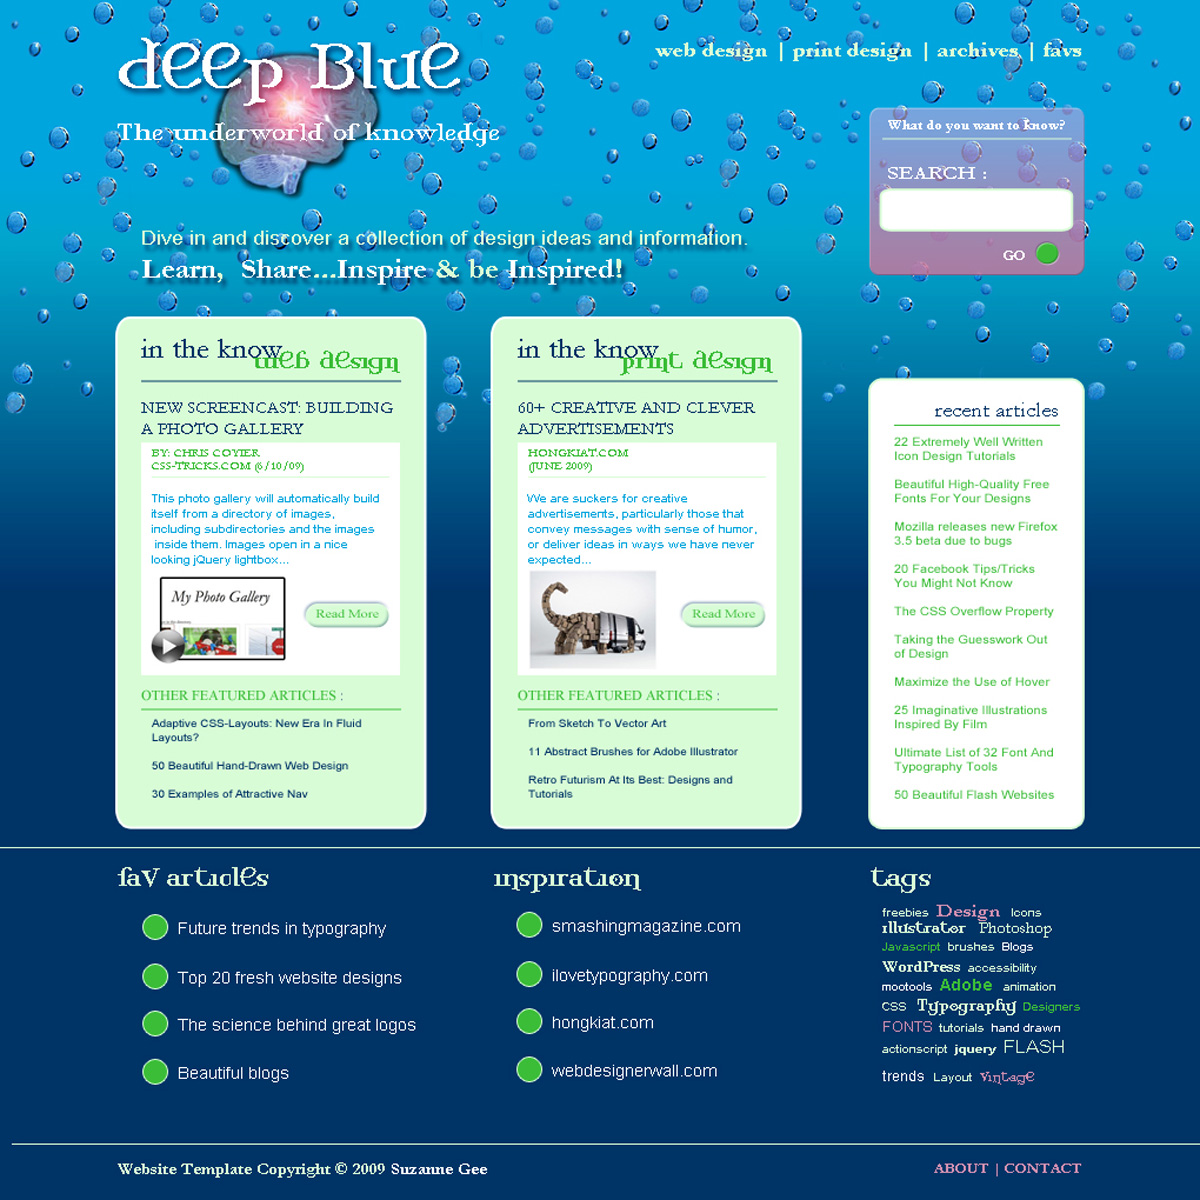 deep Blue
The underworld of knowledge
web design | print design | archives | favs
What do you want to know?
SEARCH :
GO
Dive in and discover a collection of design ideas and information.
Learn, Share...Inspire & be Inspired!
in the know
web design
NEW SCREENCAST: BUILDING
A PHOTO GALLERY
BY: CHRIS COYIER
CSS-TRICKS.COM (6/10/09)
This photo gallery will automatically build
itself from a directory of images,
including subdirectories and the images
inside them. Images open in a nice
looking jQuery lightbox...
My Photo Gallery
Read More
OTHER FEATURED ARTICLES :
Adaptive CSS-Layouts: New Era In Fluid
Layouts?
50 Beautiful Hand-Drawn Web Design
30 Examples of Attractive Nav
in the know
print design
60+ CREATIVE AND CLEVER
ADVERTISEMENTS
HONGKIAT.COM
(JUNE 2009)
We are suckers for creative
advertisements, particularly those that
convey messages with sense of humor,
or deliver ideas in ways we have never
expected...
Read More
OTHER FEATURED ARTICLES :
From Sketch To Vector Art
11 Abstract Brushes for Adobe Illustrator
Retro Futurism At Its Best: Designs and
Tutorials
recent articles
22 Extremely Well Written
Icon Design Tutorials
Beautiful High-Quality Free
Fonts For Your Designs
Mozilla releases new Firefox
3.5 beta due to bugs
20 Facebook Tips/Tricks
You Might Not Know
The CSS Overflow Property
Taking the Guesswork Out
of Design
Maximize the Use of Hover
25 Imaginative Illustrations
Inspired By Film
Ultimate List of 32 Font And
Typography Tools
50 Beautiful Flash Websites
fav articles
Future trends in typography
Top 20 fresh website designs
The science behind great logos
Beautiful blogs
inspiration
smashingmagazine.com
ilovetypography.com
hongkiat.com
webdesignerwall.com
tags
freebies Design Icons
illustrator Photoshop
Javascript brushes Blogs
WordPress accessibility
mootools Adobe animation
CSS Typography Designers
FONTS tutorials hand drawn
actionscript jquery FLASH
trends Layout vintage
Website Template Copyright © 2009 Suzanne Gee
ABOUT | CONTACT